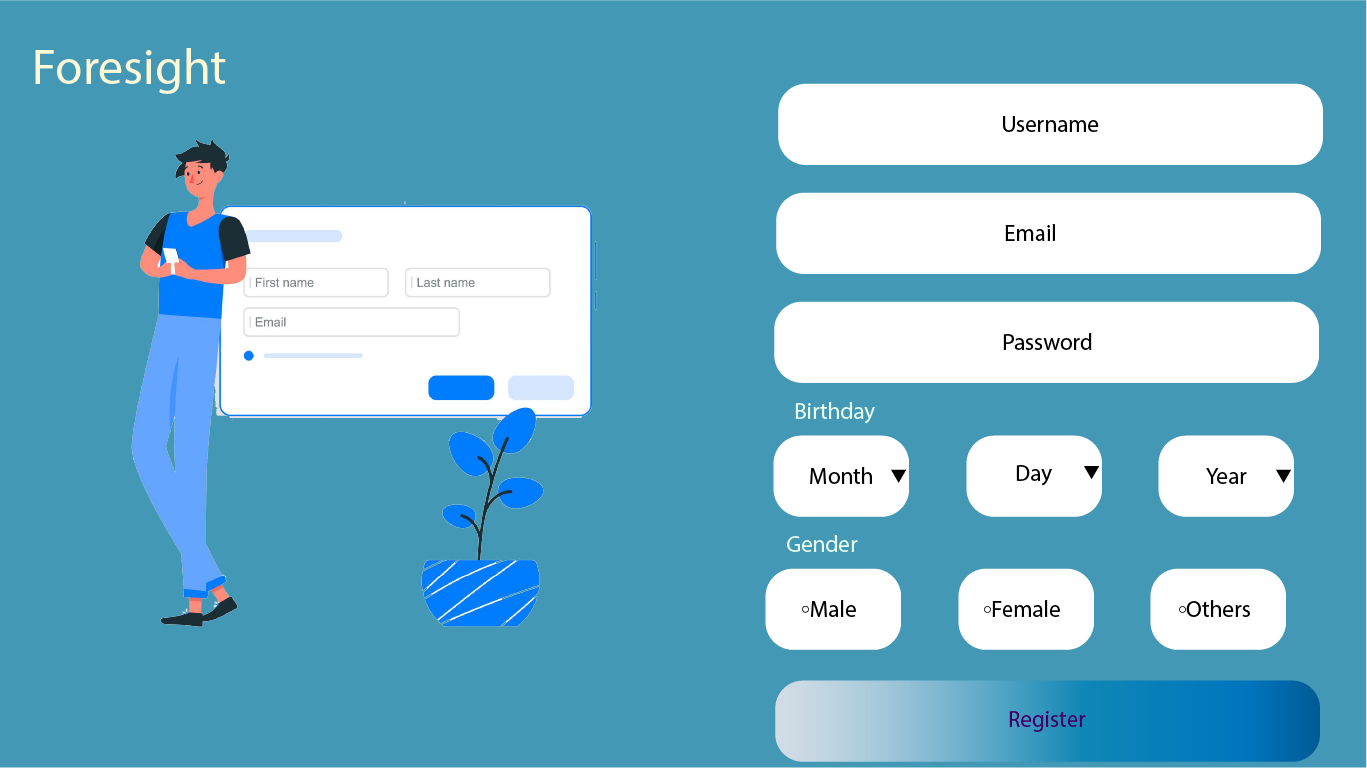 Foresight
First name
Last name
Email
Username
Email
Password
Birthday
Month ▼
Day ▼
Year ▼
Gender
○Male
○Female
○Others
Register